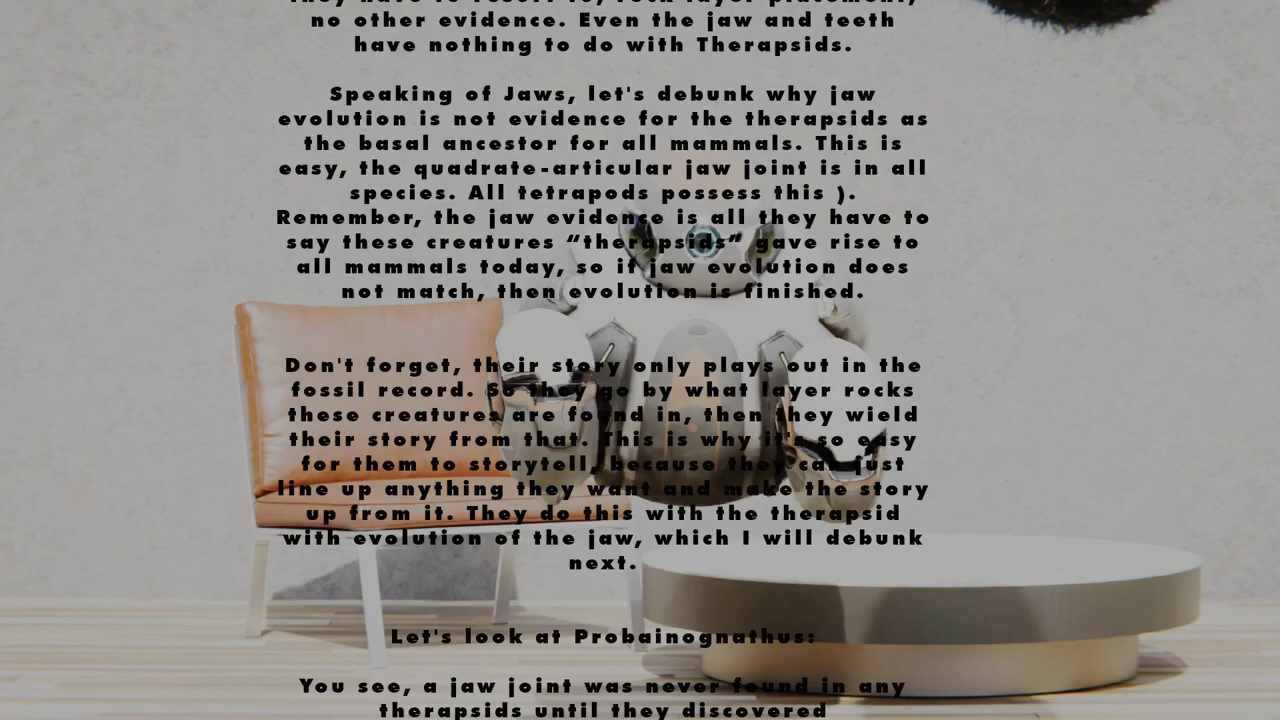 they have to resort to, rock layer placement,
no other evidence. Even the jaw and teeth
have nothing to do with Therapsids.
Speaking of Jaws, let's debunk why jaw
evolution is not evidence for the therapsids as
the basal ancestor for all mammals. This is
easy, the quadrate-articular jaw joint is in all
species. All tetrapods possess this ).
Remember, the jaw evidence is all they have to
say these creatures “therapsids” gave rise to
all mammals today, so if jaw evolution does
not match, then evolution is finished.
Don't forget, their story only plays out in the
fossil record. So they go by what layer rocks
these creatures are found in, then they wield
their story from that. This is why it's so easy
for them to storytell, because they can just
line up anything they want and make the story
up from it. They do this with the therapsid
with evolution of the jaw, which I will debunk
next.
Let's look at Probainognathus:
You see, a jaw joint was never found in any
therapsids until they discovered